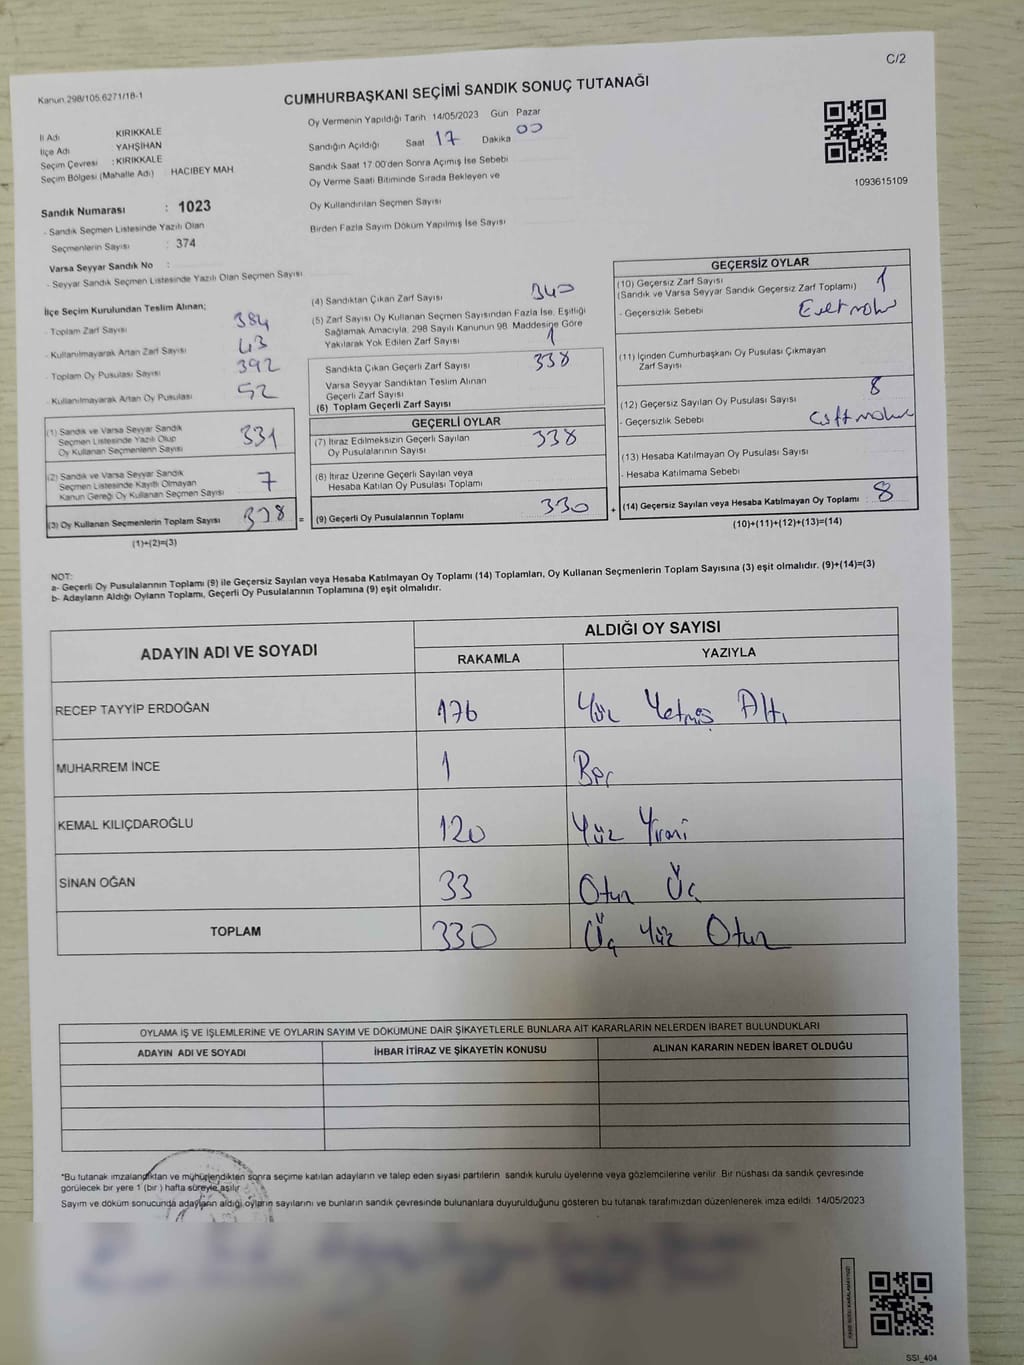 C/2
Kanun.298/105.6271/18-1
CUMHURBAŞKANI SEÇİMİ SANDIK SONUÇ TUTANAĞI
İl Adı KIRIKKALE
İlçe Adı YAHŞİHAN
Seçim Çevresi : KIRIKKALE
Seçim Bölgesi (Mahalle Adı) : HACIBEY MAH
Sandık Numarası : 1023
- Sandık Seçmen Listesinde Yazılı Olan
Seçmenlerin Sayısı : 374
Varsa Seyyar Sandık No :
- Seyyar Sandık Seçmen Listesinde Yazılı Olan Seçmen Sayısı
Oy Vermenin Yapıldığı Tarih 14/05/2023 Gün Pazar
Sandığın Açıldığı Saat 17 Dakika 00
Sandık Saat 17:00'den Sonra Açımış İse Sebebi
Oy Verme Saati Bitiminde Sırada Bekleyen ve
Oy Kullandırılan Seçmen Sayısı
Birden Fazla Sayım Döküm Yapılmış İse Sayısı
1093615109
İlçe Seçim Kurulundan Teslim Alınan;
- Toplam Zarf Sayısı 384
- Kullanılmayarak Artan Zarf Sayısı 43
- Toplam Oy Pusulası Sayısı 392
- Kullanılmayarak Artan Oy Pusulası 52
(1) Sandık ve Varsa Seyyar Sandık
Seçmen Listesinde Yazılı Olup
Oy Kullanan Seçmenlerin Sayısı 331
(2) Sandık ve Varsa Seyyar Sandık
Seçmen Listesinde Kayıtlı Olmayan
Kanun Gereği Oy Kullanan Seçmen Sayısı 7
(3) Oy Kullanan Seçmenlerin Toplam Sayısı 338 =
(1)+(2)=(3)
(4) Sandıktan Çıkan Zarf Sayısı 340
(5) Zarf Sayısı Oy Kullanan Seçmen Sayısından Fazla İse, Eşitliği
Sağlamak Amacıyla, 298 Sayılı Kanunun 98. Maddesine Göre
Yakılarak Yok Edilen Zarf Sayısı 1
Sandıkta Çıkan Geçerli Zarf Sayısı 338
Varsa Seyyar Sandıktan Teslim Alınan
Geçerli Zarf Sayısı
(6) Toplam Geçerli Zarf Sayısı
GEÇERLİ OYLAR
(7) İtiraz Edilmeksizin Geçerli Sayılan
Oy Pusulalarının Sayısı 338
(8) İtiraz Üzerine Geçerli Sayılan veya
Hesaba Katılan Oy Pusulası Toplamı
(9) Geçerli Oy Pusulalarının Toplamı 330 +
GEÇERSİZ OYLAR
(10) Geçersiz Zarf Sayısı 1
(Sandık ve Varsa Seyyar Sandık Geçersiz Zarf Toplamı)
- Geçersizlik Sebebi
(11) İçinden Cumhurbaşkanı Oy Pusulası Çıkmayan
Zarf Sayısı
(12) Geçersiz Sayılan Oy Pusulası Sayısı 8
- Geçersizlik Sebebi
(13) Hesaba Katılmayan Oy Pusulası Sayısı
- Hesaba Katılmama Sebebi
(14) Geçersiz Sayılan veya Hesaba Katılmayan Oy Toplamı 8
(10)+(11)+(12)+(13)=(14)
NOT:
a- Geçerli Oy Pusulalarının Toplamı (9) ile Geçersiz Sayılan veya Hesaba Katılmayan Oy Toplamı (14) Toplamları, Oy Kullanan Seçmenlerin Toplam Sayısına (3) eşit olmalıdır. (9)+(14)=(3)
b- Adayların Aldığı Oyların Toplamı, Geçerli Oy Pusulalarının Toplamına (9) eşit olmalıdır.
ADAYIN ADI VE SOYADI ALDIĞI OY SAYISI
RAKAMLA YAZIYLA
RECEP TAYYİP ERDOĞAN 176 Yüz Yetmiş Altı
MUHARREM İNCE 1 Bir
KEMAL KILIÇDAROĞLU 120 Yüz Yirmi
SİNAN OĞAN 33 Otuz Üç
TOPLAM 330 Üç Yüz Otuz
OYLAMA İŞ VE İŞLEMLERİNE VE OYLARIN SAYIM VE DÖKÜMÜNE DAİR ŞİKAYETLERLE BUNLARA AİT KARARLARIN NELERDEN İBARET BULUNDUKLARI
ADAYIN ADI VE SOYADI İHBAR İTİRAZ VE ŞİKAYETİN KONUSU ALINAN KARARIN NEDEN İBARET OLDUĞU
*Bu tutanak imzalandıktan ve mühürlendikten sonra seçime katılan adayların ve talep eden siyasi partilerin sandık kurulu üyelerine veya gözlemcilerine verilir. Bir nüshası da sandık çevresinde
görülecek bir yere 1 (bir ) hafta süreyle asılır
Sayım ve döküm sonucunda adayların aldığı oyların sayılarını ve bunların sandık çevresinde bulunanlara duyurulduğunu gösteren bu tutanak tarafımızdan düzenlenerek imza edildi. 14/05/2023
SSI_404